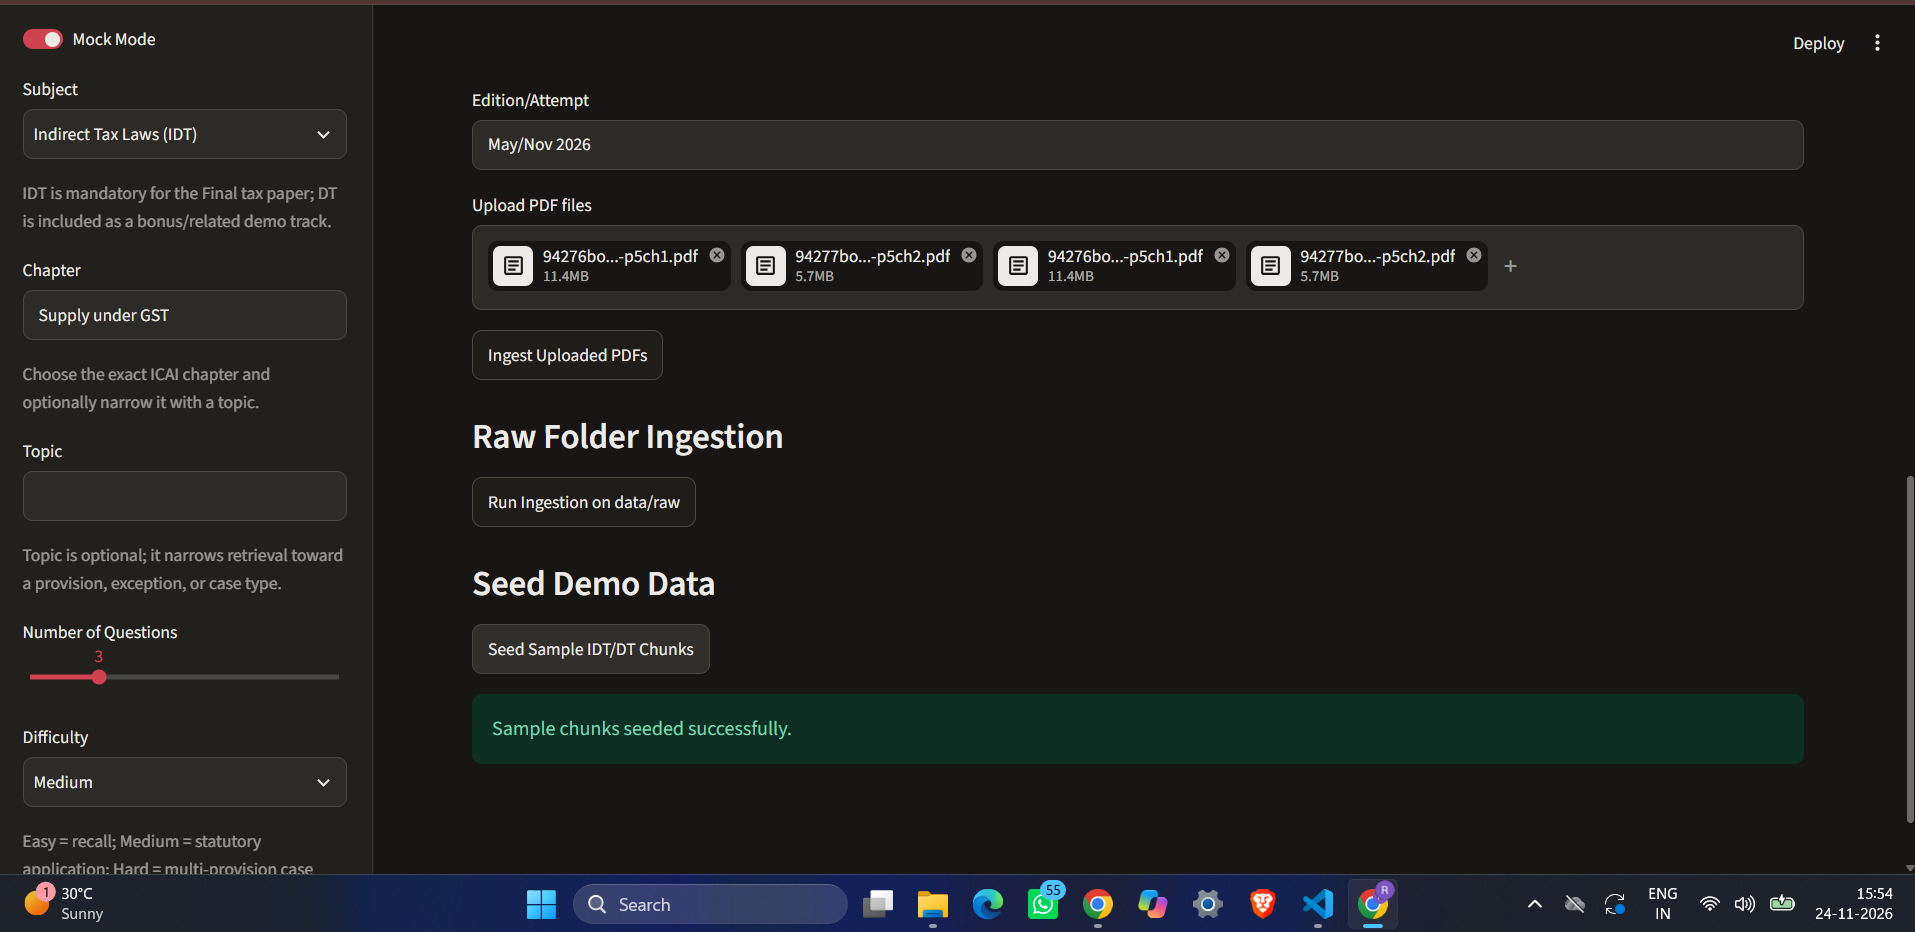 Mock Mode
Subject
Indirect Tax Laws (IDT)
IDT is mandatory for the Final tax paper; DT
is included as a bonus/related demo track.
Chapter
Supply under GST
Choose the exact ICAI chapter and
optionally narrow it with a topic.
Topic
Topic is optional; it narrows retrieval toward
a provision, exception, or case type.
Number of Questions
3
Difficulty
Medium
Easy = recall; Medium = statutory
application; Hard = multi-provision case
Deploy
Edition/Attempt
May/Nov 2026
Upload PDF files
94276bo...-p5ch1.pdf
11.4MB
94277bo...-p5ch2.pdf
5.7MB
94276bo...-p5ch1.pdf
11.4MB
94277bo...-p5ch2.pdf
5.7MB
Ingest Uploaded PDFs
Raw Folder Ingestion
Run Ingestion on data/raw
Seed Demo Data
Seed Sample IDT/DT Chunks
Sample chunks seeded successfully.
1
30°C
Sunny
Search
55
R
ENG
IN
15:54
24-11-2026